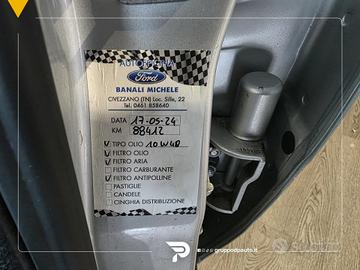 AUTOFFICINA
Ford
BANALI MICHELE
CIVEZZANO (TN) Loc. Sille, 22
Tel. 0461 858640
DATA 17-05-24
KM 88412
V TIPO OLIO 10W40
V FILTRO OLIO
V FILTRO ARIA
FILTRO CARBURANTE
V FILTRO ANTIPOLLINE
PASTIGLIE
CANDELE
CINGHIA DISTRIBUZIONE
gruppodpauto.it
subito